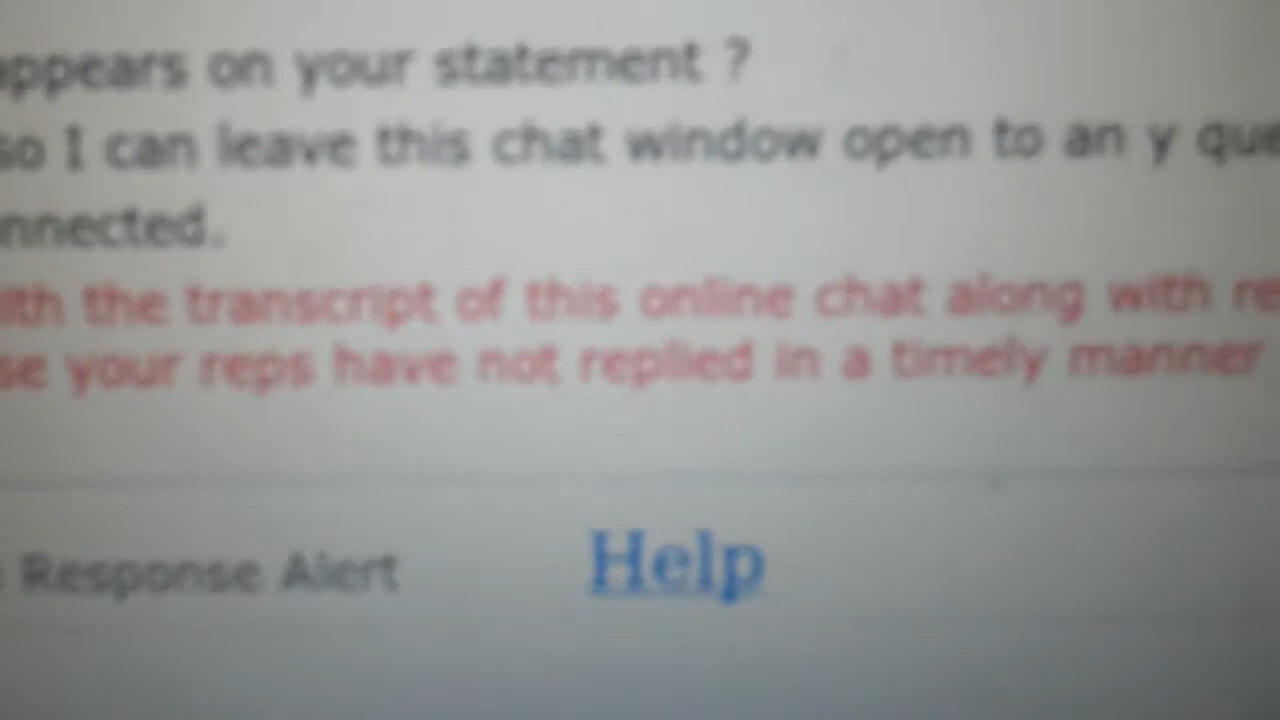 appears on your statement ?
so I can leave this chat window open to an y que
nnected.
ith the transcript of this online chat along with re
se your reps have not replied in a timely manner
Response Alert
Help